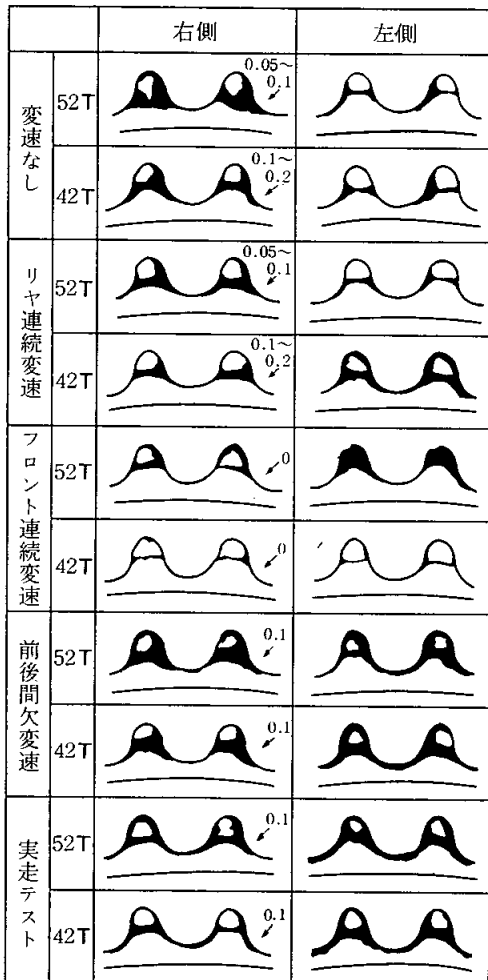 右側 左側
変速なし
52T 0.05～0.1
42T 0.1～0.2
リヤ連続変速
52T 0.05～0.1
42T 0.1～0.2
フロント連続変速
52T 0
42T 0
前後間欠変速
52T 0.1
42T 0.1
実走テスト
52T 0.1
42T 0.1